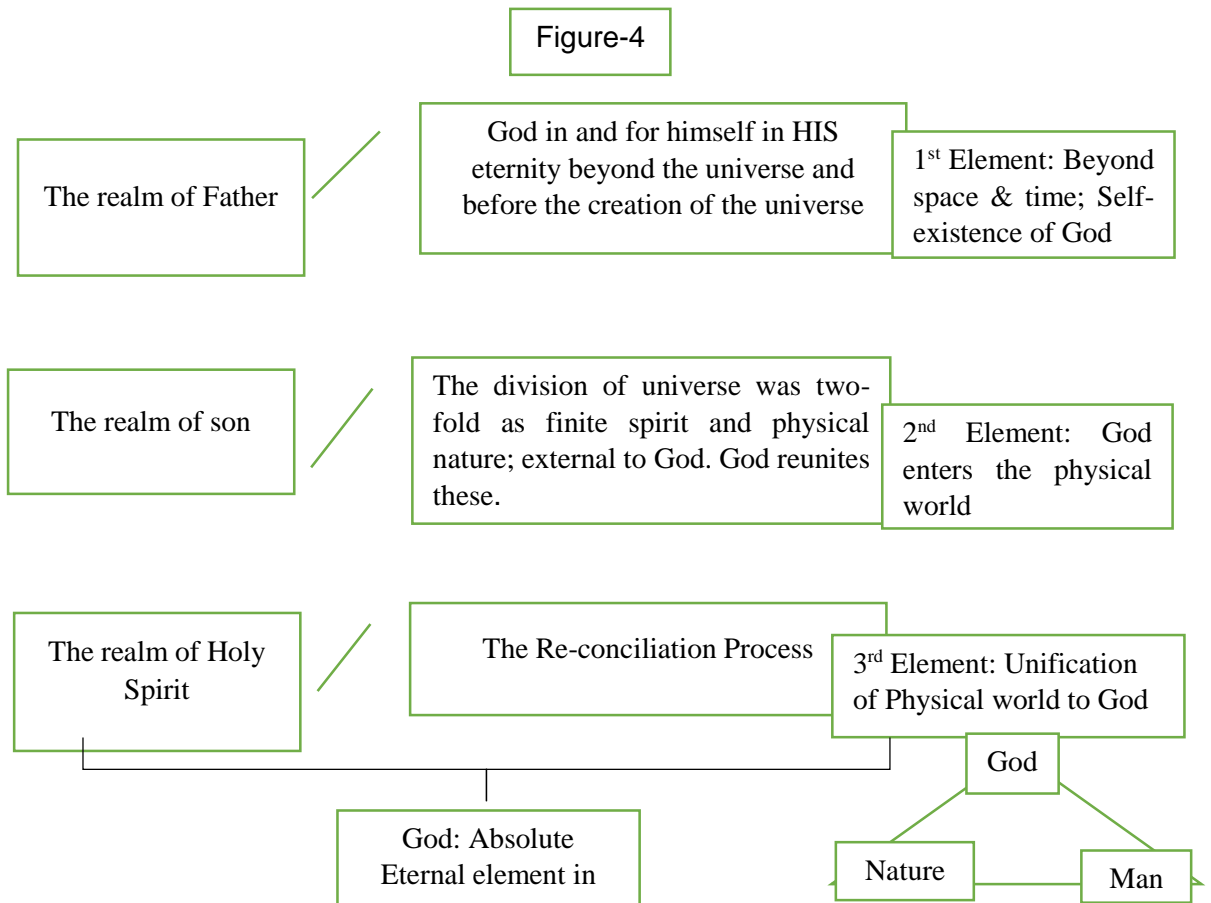 Figure-4
The realm of Father
God in and for himself in HIS
eternity beyond the universe and
before the creation of the universe
1st Element: Beyond
space & time; Self-
existence of God
The realm of son
The division of universe was two-
fold as finite spirit and physical
nature; external to God. God reunites
these.
2nd Element: God
enters the physical
world
The realm of Holy
Spirit
The Re-conciliation Process
3rd Element: Unification
of Physical world to God
God: Absolute
Eternal element in
God
Nature
Man